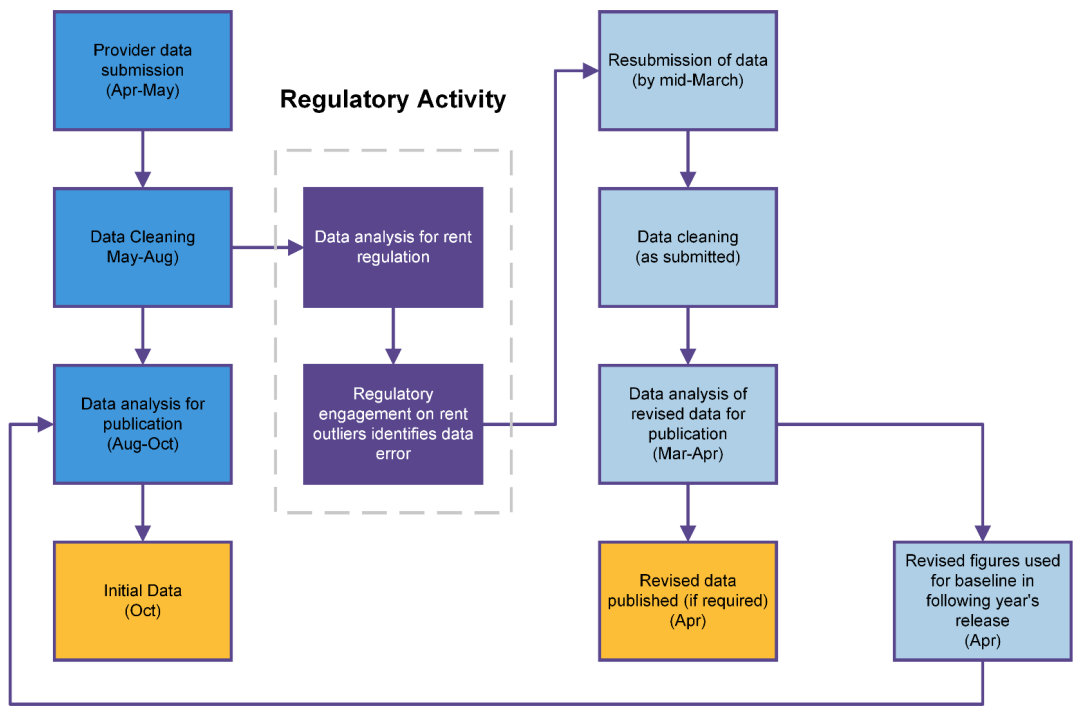 Provider data
submission
(Apr-May)
Data Cleaning
May-Aug)
Data analysis for
publication
(Aug-Oct)
Initial Data
(Oct)
Regulatory Activity
Data analysis for rent
regulation
Regulatory
engagement on rent
outliers identifies data
error
Resubmission of data
(by mid-March)
Data cleaning
(as submitted)
Data analysis of
revised data for
publication
(Mar-Apr)
Revised data
published (if required)
(Apr)
Revised figures used
for baseline in
following year's
release
(Apr)